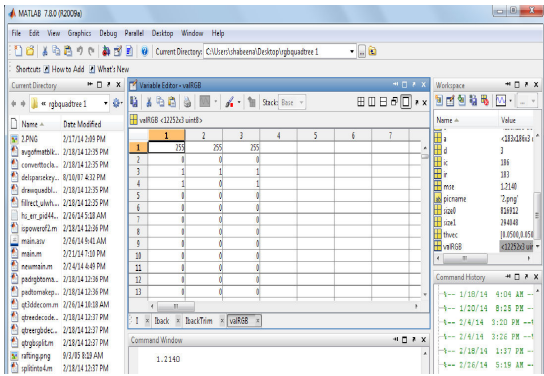 MATLAB 7.8.0 (R2009a)
File Edit View Graphics Debug Parallel Desktop Window Help
Current Directory: C:\Users\shabeena\Desktop\rgbquadtree 1
Shortcuts How to Add What's New
Current Directory
« rgbquadtree 1
Name Date Modified
2.PNG 2/17/14 2:09 PM
avgofmatblk... 2/18/14 12:35 PM
converttocla... 2/18/14 12:35 PM
delsparsekey... 8/10/07 4:32 PM
drawquadbl... 2/18/14 12:35 PM
fillrect_ulwh... 2/18/14 12:35 PM
hs_err_pid44... 2/26/14 5:18 AM
ispowerof2.m 2/18/14 12:36 PM
main.asv 2/26/14 9:41 AM
main.m 2/21/14 7:10 PM
newmain.m 2/24/14 4:49 PM
padrgbtoma... 2/18/14 12:36 PM
padtomakep... 2/18/14 12:36 PM
qt3ddecom.m 2/26/14 10:18 AM
qtreedecode... 2/18/14 12:37 PM
qtreergbdec... 2/18/14 12:37 PM
qtrgbsplit.m 2/18/14 12:37 PM
rafting.png 9/3/05 8:19 AM
splitinto4.m 2/18/14 12:37 PM
Variable Editor - valRGB
Stack: Base
valRGB <12252x3 uint8>
1 2 3 4 5 6 7
1 255 255 255
2 0 0 0
3 1 1 1
4 1 0 1
5 0 0 0
6 0 0 0
7 0 0 0
8 0 0 0
9 0 0 0
10 0 0 0
11 0 0 0
12 0 0 0
13 0 0 0
I Iback IbackTrim valRGB
Command Window
1.2140
Workspace
Name Value
a <183x186x3
d 3
ic 186
ir 183
mse 1.2140
picname '2.png'
size0 816912
size1 294048
thvec [0.0500,0.050
valRGB <12252x3 uin
Command History
%-- 1/18/14 4:04 AM --
%-- 1/20/14 8:25 PM --
%-- 2/4/14 3:20 PM --%
%-- 2/4/14 3:26 PM --%
%-- 2/18/14 1:37 PM --
%-- 2/26/14 5:19 AM --